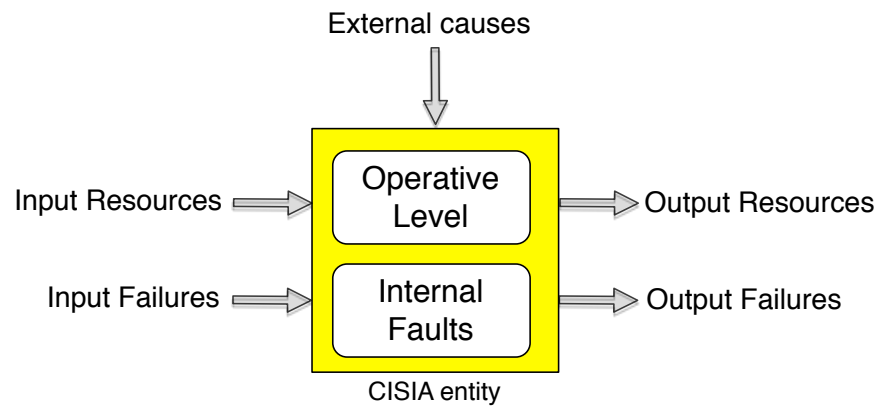 External causes
Input Resources
Operative
Level
Output Resources
Input Failures
Internal
Faults
Output Failures
CISIA entity